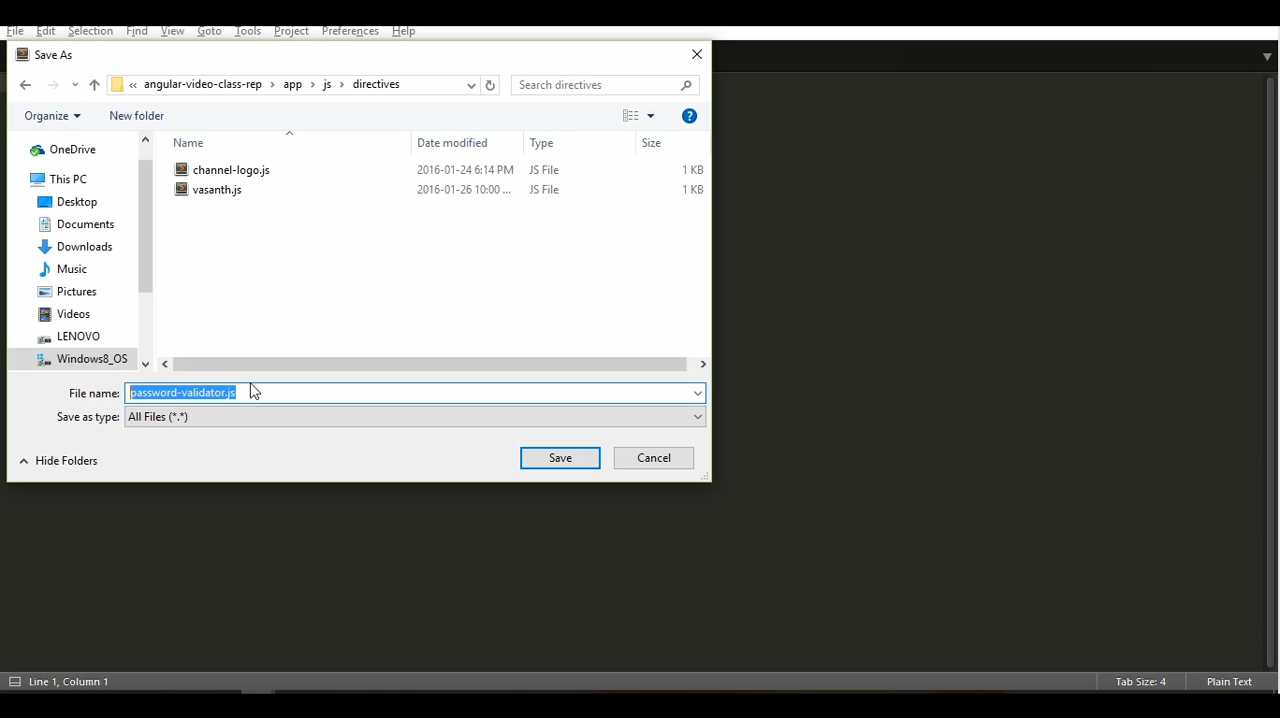 File Edit Selection Find View Goto Tools Project Preferences Help
Save As
« angular-video-class-rep › app › js › directives Search directives
Organize New folder
Name Date modified Type Size
OneDrive
channel-logo.js 2016-01-24 6:14 PM JS File 1 KB
This PC
vasanth.js 2016-01-26 10:00 ... JS File 1 KB
Desktop
Documents
Downloads
Music
Pictures
Videos
LENOVO
Windows8_OS
File name: password-validator.js
Save as type: All Files (*.*)
Hide Folders Save Cancel
Line 1, Column 1 Tab Size: 4 Plain Text